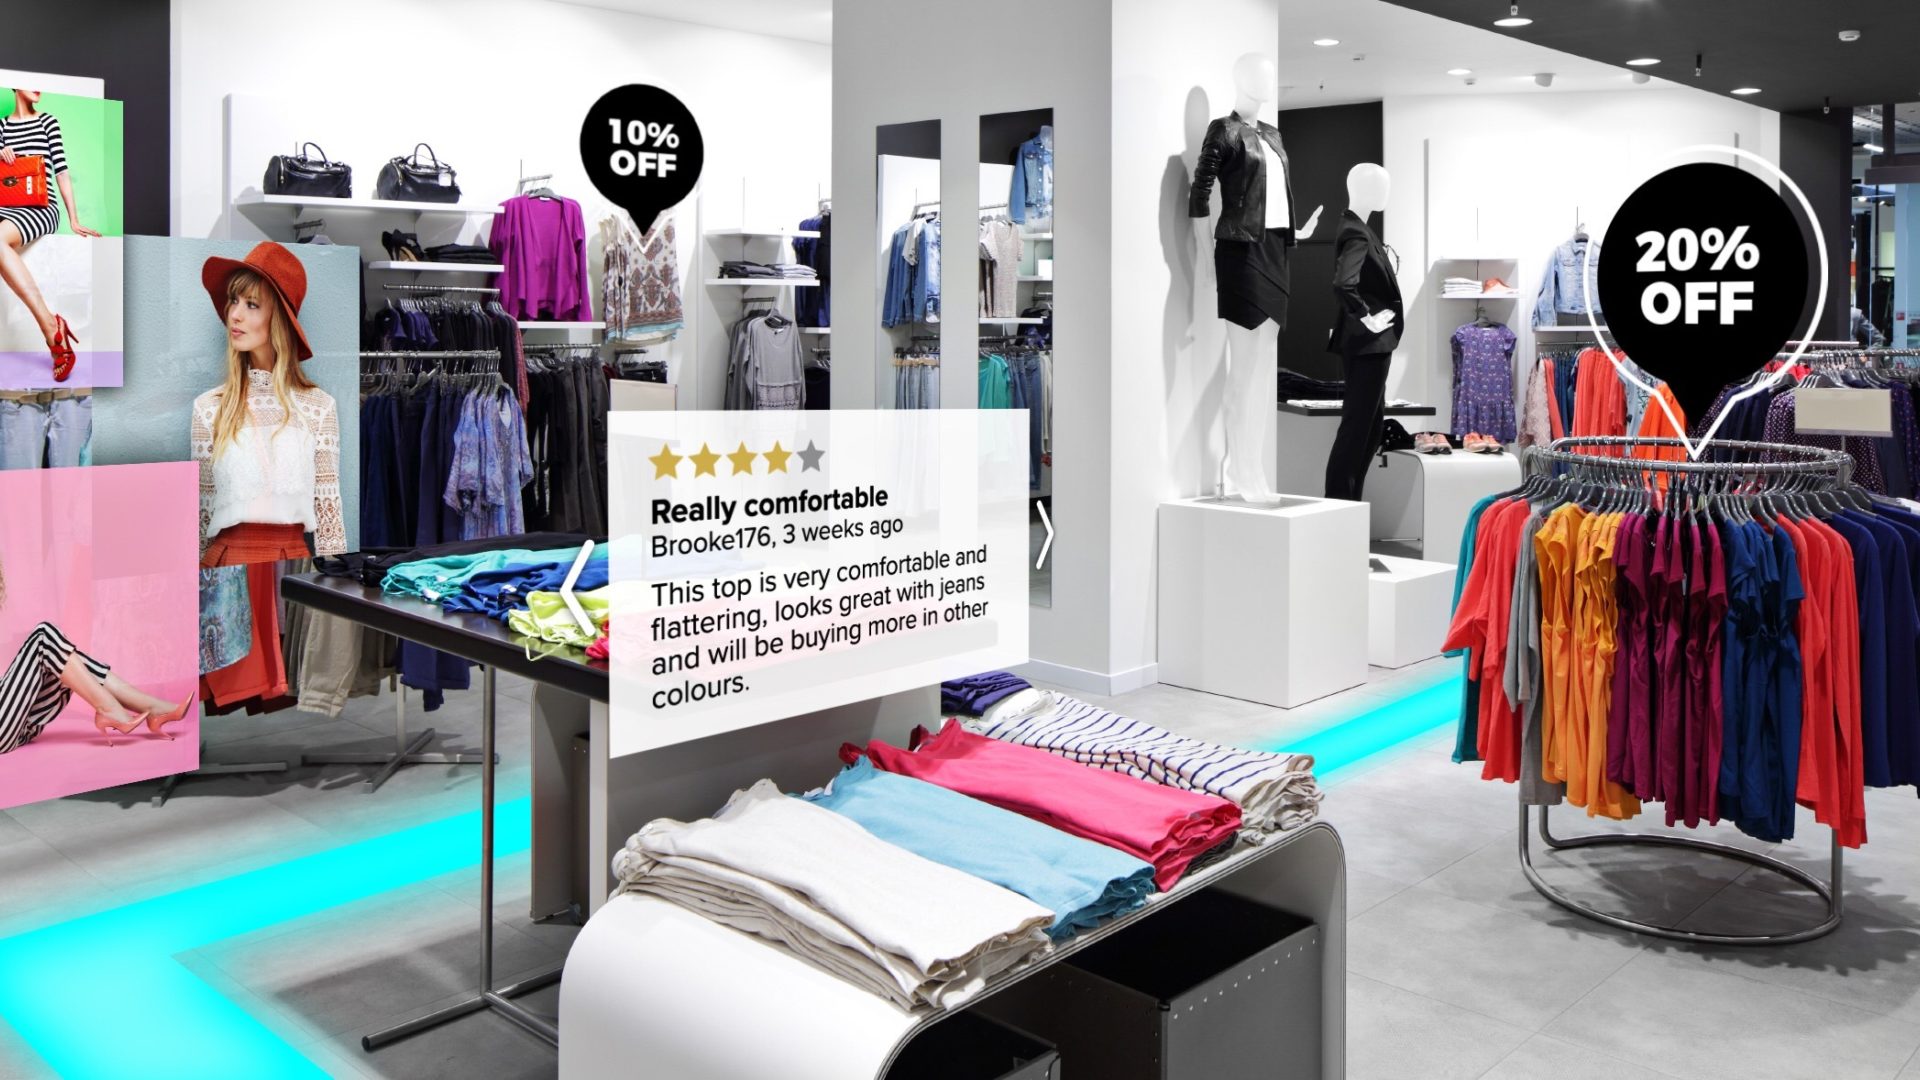 10%
OFF
20%
OFF
Really comfortable
Brooke176, 3 weeks ago
This top is very comfortable and
flattering, looks great with jeans
and will be buying more in other
colours.